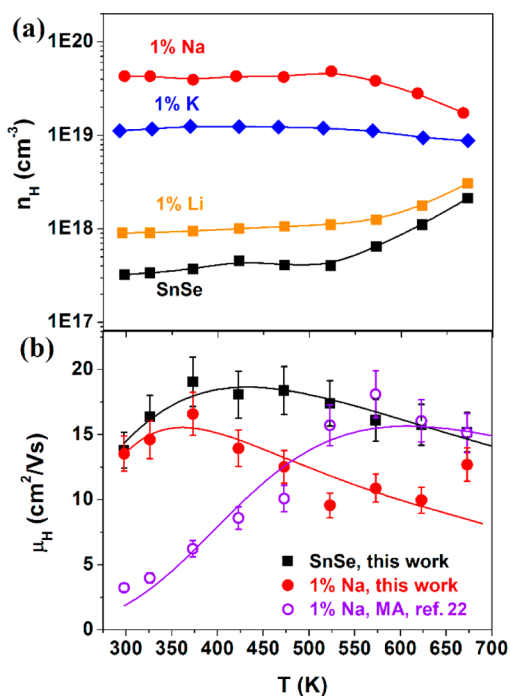 (a)
1E20
1% Na
1% K
1E19
n_H (cm⁻³)
1% Li
1E18
SnSe
1E17
(b)
20
15
10
5
0
μ_H (cm²/Vs)
SnSe, this work
1% Na, this work
1% Na, MA, ref. 22
300 350 400 450 500 550 600 650 700
T (K)